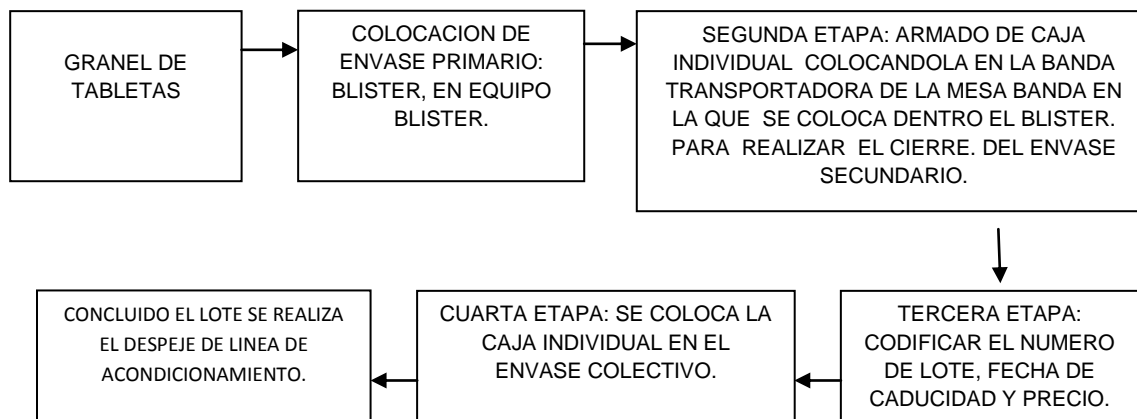 GRANEL DE
TABLETAS
COLOCACION DE
ENVASE PRIMARIO:
BLISTER, EN EQUIPO
BLISTER.
SEGUNDA ETAPA: ARMADO DE CAJA
INDIVIDUAL COLOCANDOLA EN LA BANDA
TRANSPORTADORA DE LA MESA BANDA EN
LA QUE SE COLOCA DENTRO EL BLISTER.
PARA REALIZAR EL CIERRE. DEL ENVASE
SECUNDARIO.
TERCERA ETAPA:
CODIFICAR EL NUMERO
DE LOTE, FECHA DE
CADUCIDAD Y PRECIO.
CUARTA ETAPA: SE COLOCA LA
CAJA INDIVIDUAL EN EL
ENVASE COLECTIVO.
CONCLUIDO EL LOTE SE REALIZA
EL DESPEJE DE LINEA DE
ACONDICIONAMIENTO.